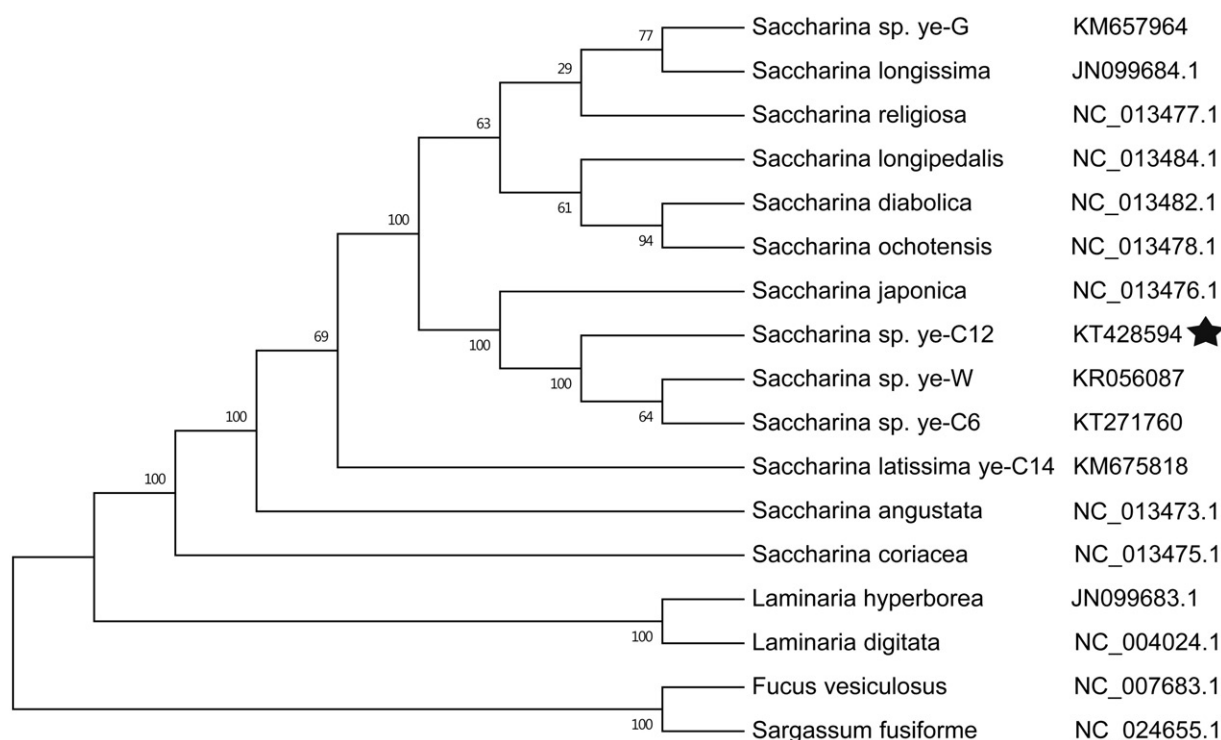 77
Saccharina sp. ye-G KM657964
29
Saccharina longissima JN099684.1
Saccharina religiosa NC_013477.1
63
Saccharina longipedalis NC_013484.1
61
Saccharina diabolica NC_013482.1
100
94
Saccharina ochotensis NC_013478.1
Saccharina japonica NC_013476.1
69
100
Saccharina sp. ye-C12 KT428594
100
Saccharina sp. ye-W KR056087
100
64
Saccharina sp. ye-C6 KT271760
Saccharina latissima ye-C14 KM675818
100
Saccharina angustata NC_013473.1
Saccharina coriacea NC_013475.1
Laminaria hyperborea JN099683.1
100
Laminaria digitata NC_004024.1
Fucus vesiculosus NC_007683.1
100
Sargassum fusiforme NC_024655.1